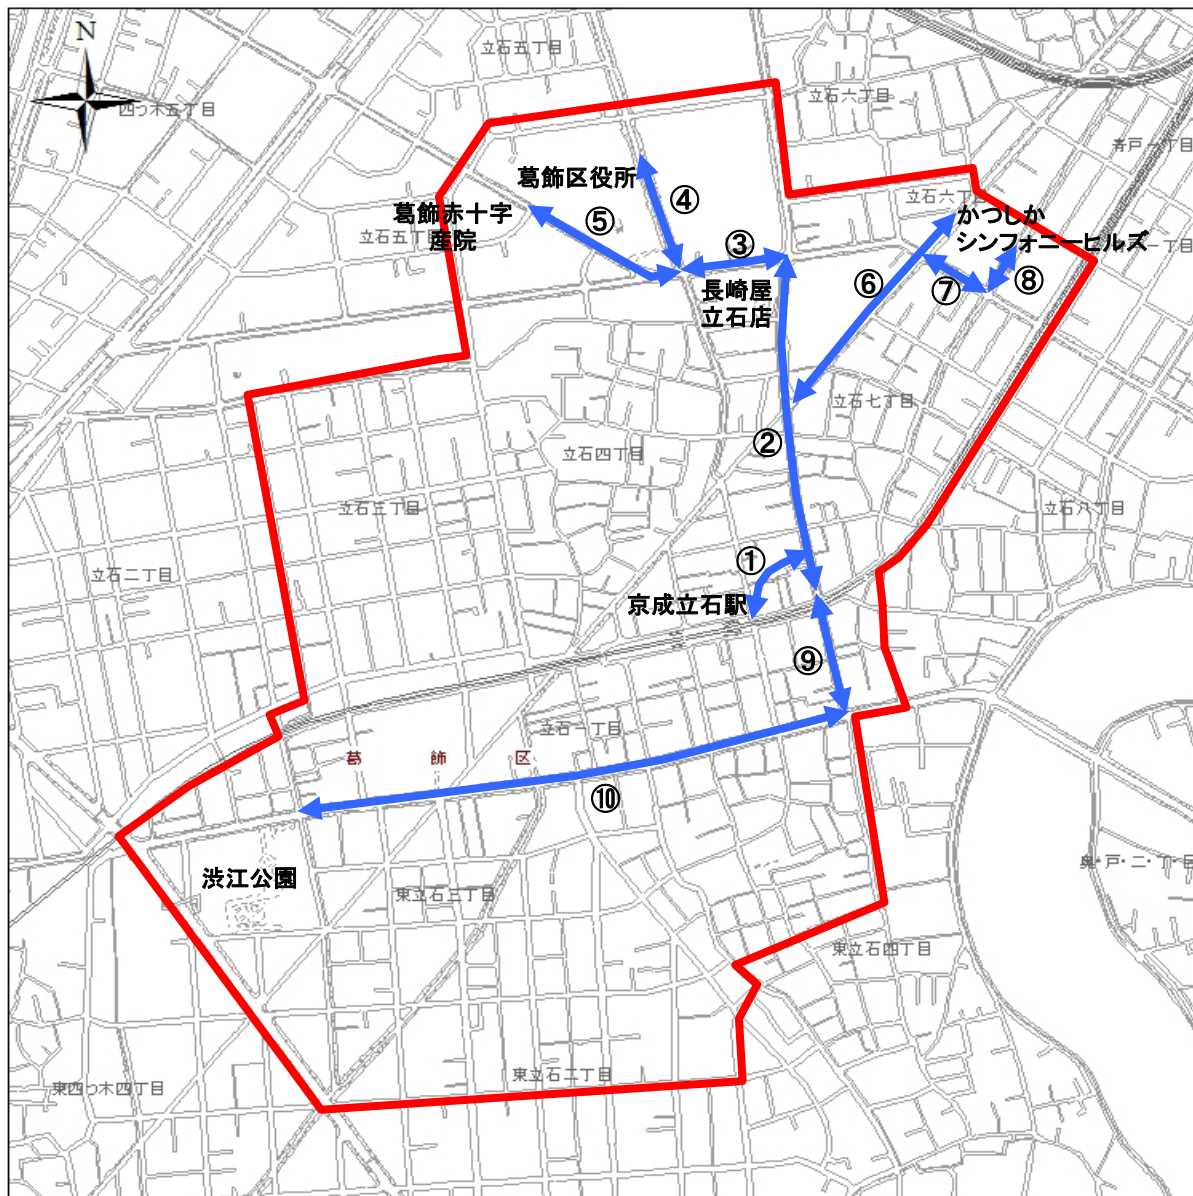 N
立石五丁目
立石六丁目
四つ木五丁目
青戸一丁目
葛飾区役所
④
立石六丁
葛飾赤十字
産院
⑤
かつしか
シンフォニーヒルズ
立石五丁目
③
一丁目
⑥
⑦
⑧
長崎屋
立石店
立石七丁目
②
立石四丁目
立石三丁目
立石八丁目
①
立石二丁目
京成立石駅
⑨
立石一丁目
葛飾区
⑩
渋江公園
奥・戸・二・丁・目
東立石三丁目
東立石四丁目
東四つ木四丁目
東立石二丁目